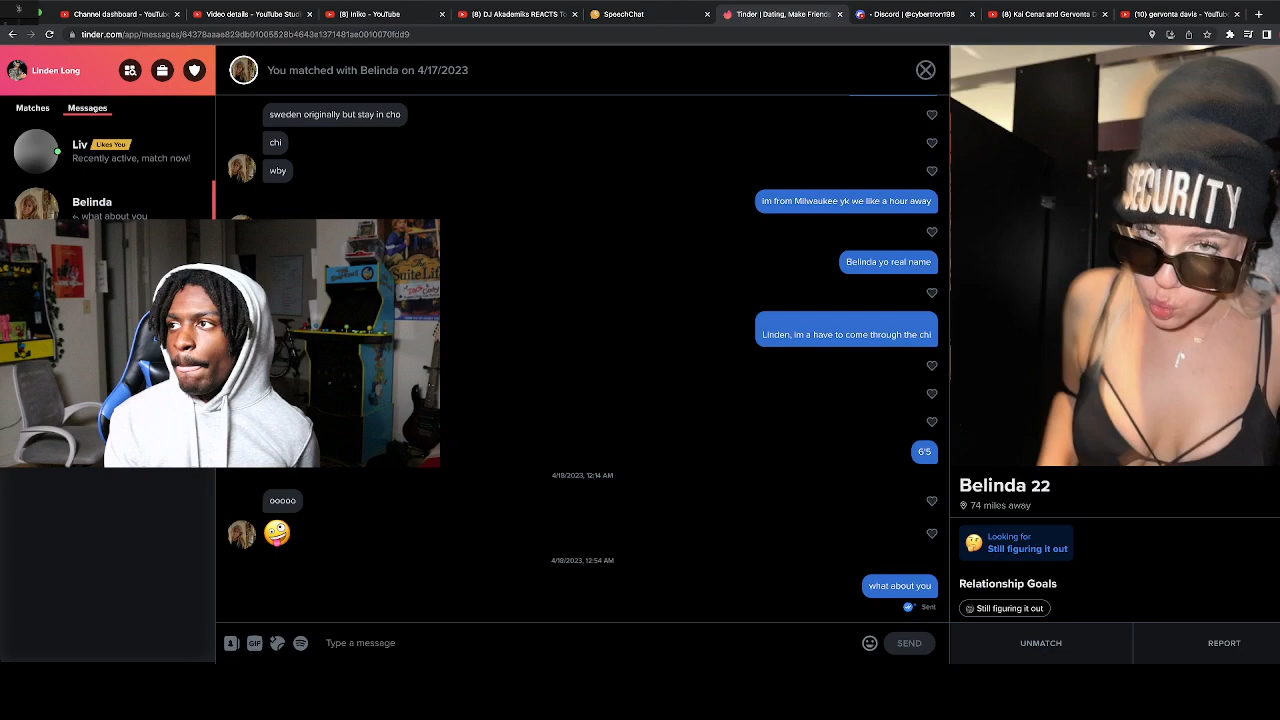 Channel dashboard - YouTube
Video details - YouTube Studi
(8) Iniko - YouTube
(8) DJ Akademiks REACTS To
SpeechChat
Tinder | Dating, Make Friends
- Discord | @cybertron198
(8) Kai Cenat and Gervonta D
(10) gervonta davis - YouTub
tinder.com/app/messages/64378aaae829db01005528b4643e1371481ae0010070fdd9
Linden Long
Matches
Messages
Liv Likes You
Recently active, match now!
Belinda
what about you
You matched with Belinda on 4/17/2023
sweden originally but stay in cho
chi
wby
im from Milwaukee yk we like a hour away
Belinda yo real name
Linden, im a have to come through the chi
6'5
4/18/2023, 12:14 AM
ooooo
4/18/2023, 12:54 AM
what about you
Sent
GIF
Type a message
SEND
SECURITY
Belinda 22
74 miles away
Looking for
Still figuring it out
Relationship Goals
Still figuring it out
UNMATCH
REPORT